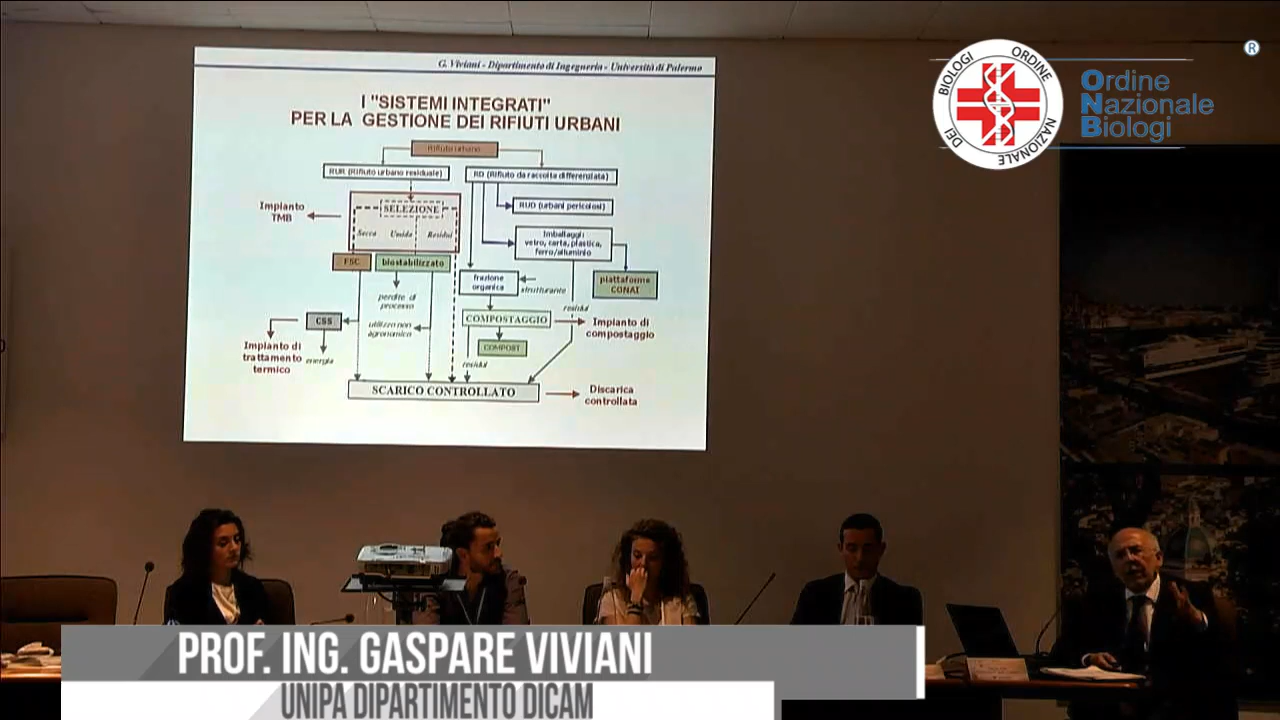 G. Viviani - Dipartimento di Ingegneria - Università di Palermo
I "SISTEMI INTEGRATI"
PER LA GESTIONE DEI RIFIUTI URBANI
Rifiuto urbano
RUR (Rifiuto urbano residuale)
RD (Rifiuto da raccolta differenziata)
Impianto
TMB
SELEZIONE
Secco Umido Residui
RUD (urbani pericolosi)
Imballaggi:
vetro, carta, plastica,
ferro/alluminio
FSC
biostabilizzato
frazione
organica
strutturante
piattaforme
CONAI
perdite di
processo
residui
CSS
utilizzo non
agronomico
COMPOSTAGGIO
Impianto di
compostaggio
Impianto di
trattamento
termico
energia
COMPOST
residui
SCARICO CONTROLLATO
Discarica
controllata
ORDINE NAZIONALE DEI BIOLOGI
Ordine
Nazionale
Biologi
®
PROF. ING. GASPARE VIVIANI
UNIPA DIPARTIMENTO DICAM